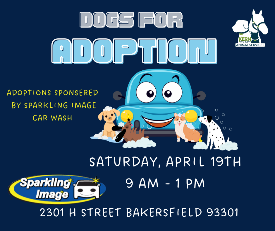 DOGS FOR
ADOPTION
ADOPTIONS SPONSERED
BY SPARKLING IMAGE
CAR WASH
SATURDAY, APRIL 19TH
Sparkling
Image
9 AM - 1 PM
2301 H STREET BAKERSFIELD 93301